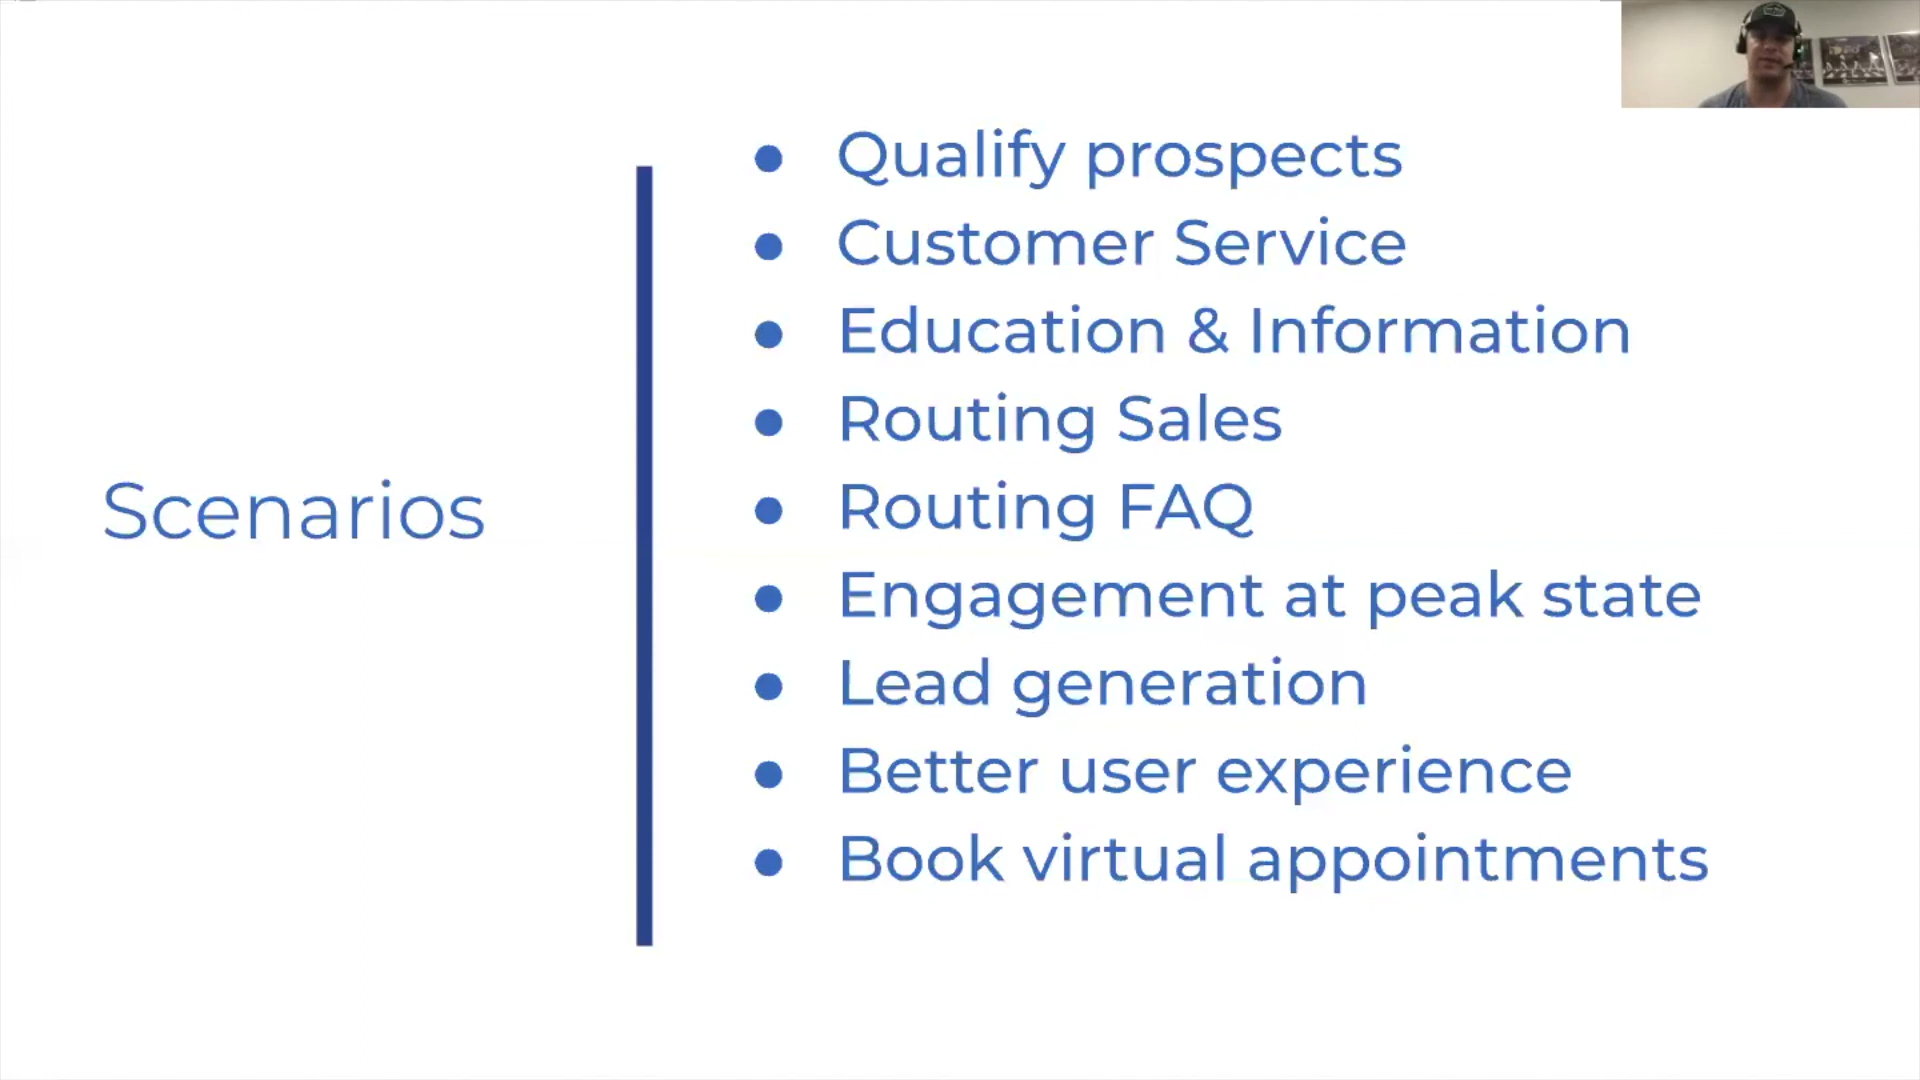 Scenarios
Qualify prospects
Customer Service
Education & Information
Routing Sales
Routing FAQ
Engagement at peak state
Lead generation
Better user experience
Book virtual appointments